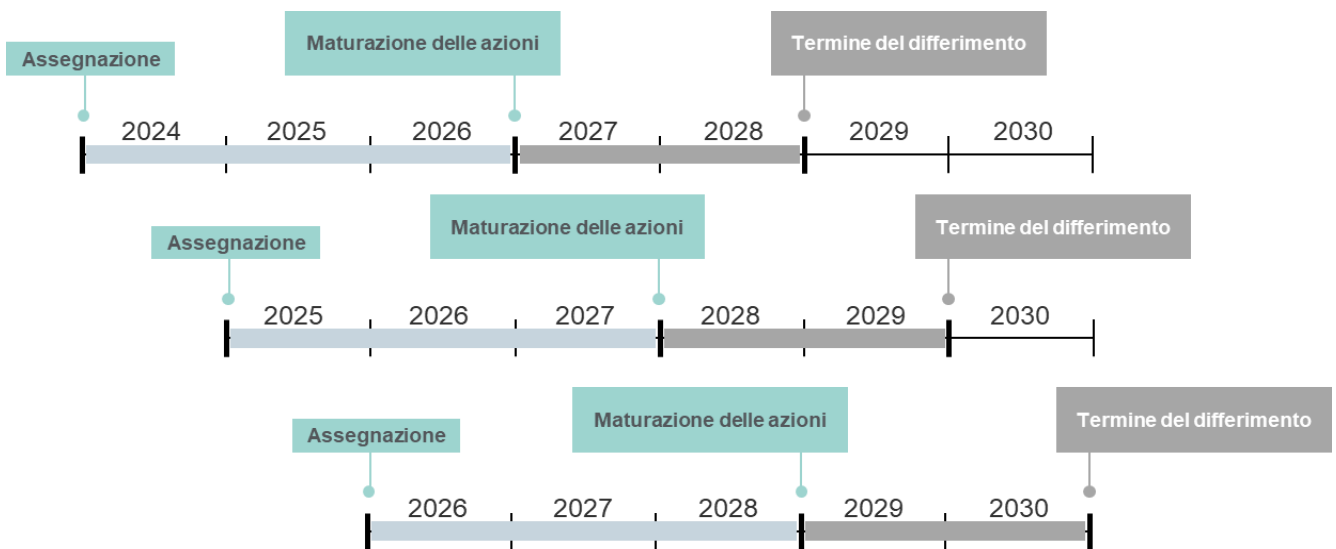 Assegnazione
Maturazione delle azioni
Termine del differimento
2024 2025 2026 2027 2028 2029 2030
Assegnazione
Maturazione delle azioni
Termine del differimento
2025 2026 2027 2028 2029 2030
Assegnazione
Maturazione delle azioni
Termine del differimento
2026 2027 2028 2029 2030